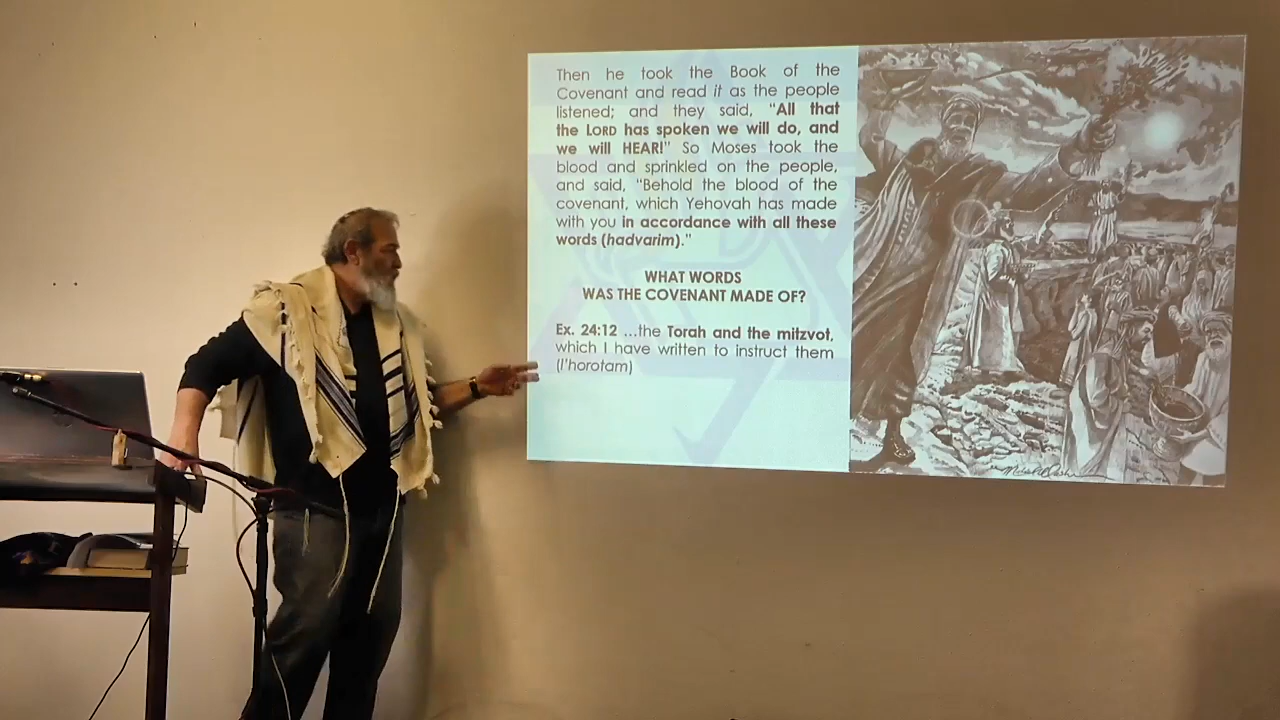 Then he took the Book of the
Covenant and read it as the people
listened; and they said, "All that
the LORD has spoken we will do, and
we will HEAR!" So Moses took the
blood and sprinkled on the people,
and said, "Behold the blood of the
covenant, which Yehovah has made
with you in accordance with all these
words (hadvarim)."
WHAT WORDS
WAS THE COVENANT MADE OF?
Ex. 24:12 ...the Torah and the mitzvot,
which I have written to instruct them
(l'horotam)